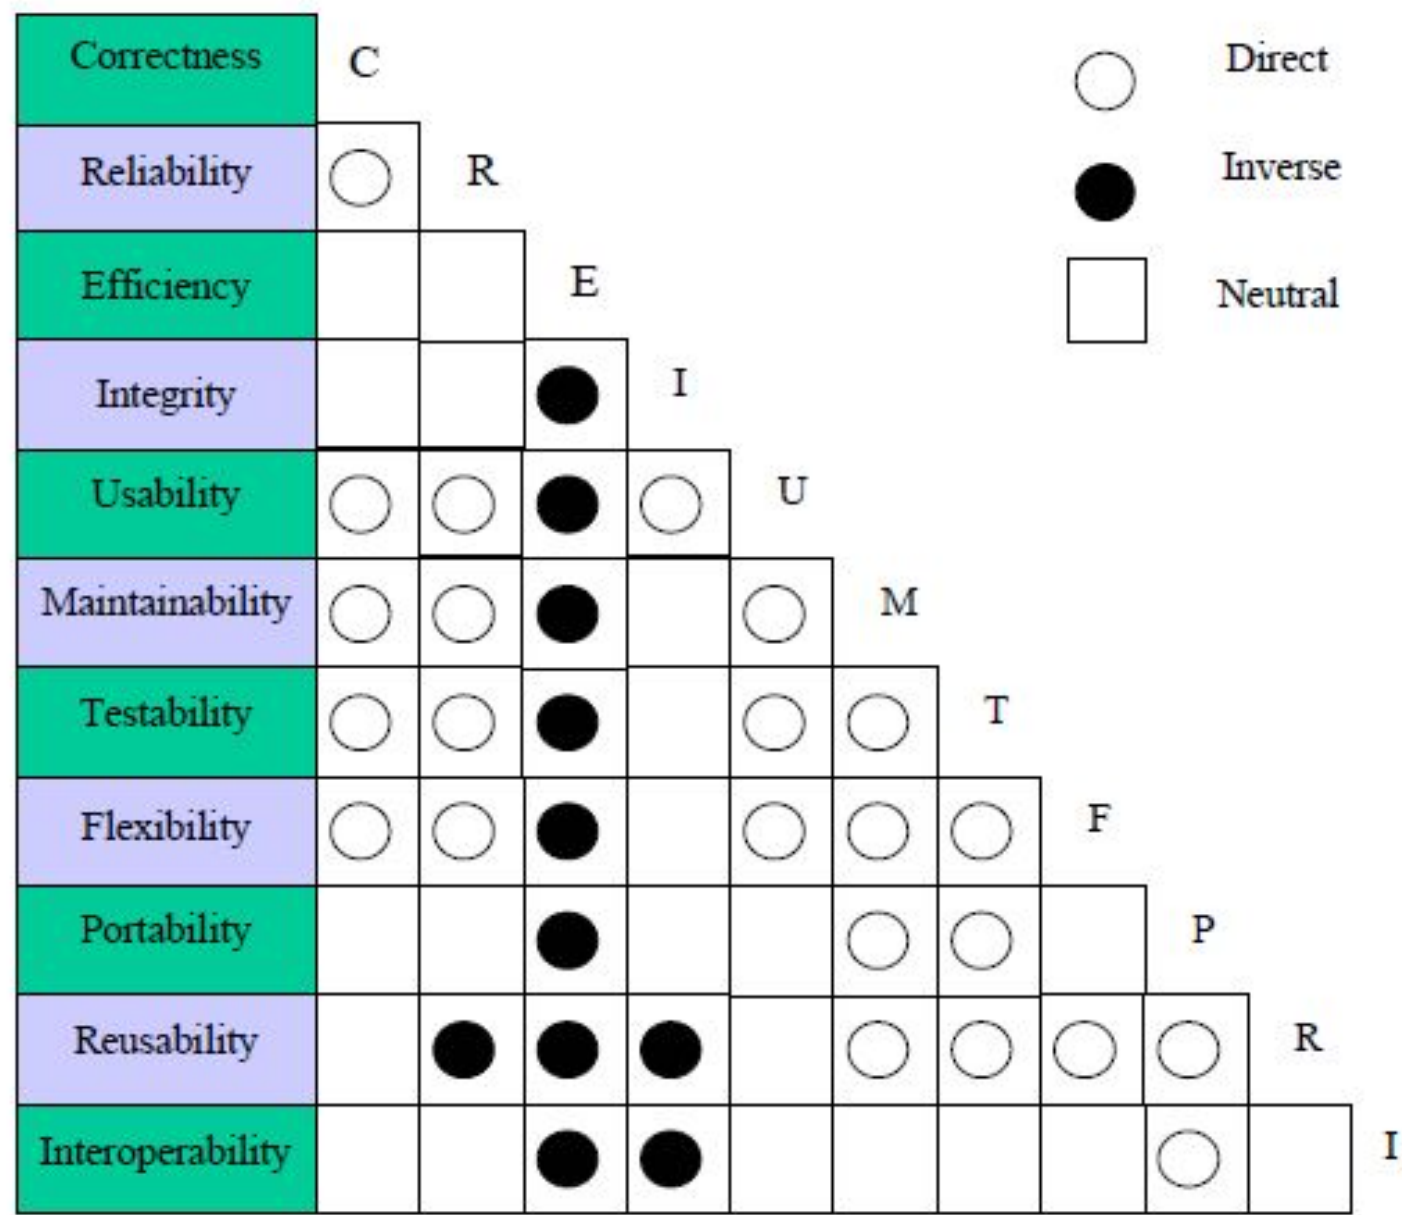 Correctness C Direct
Reliability R Inverse
Efficiency E Neutral
Integrity I
Usability U
Maintainability M
Testability T
Flexibility F
Portability P
Reusability R
Interoperability I